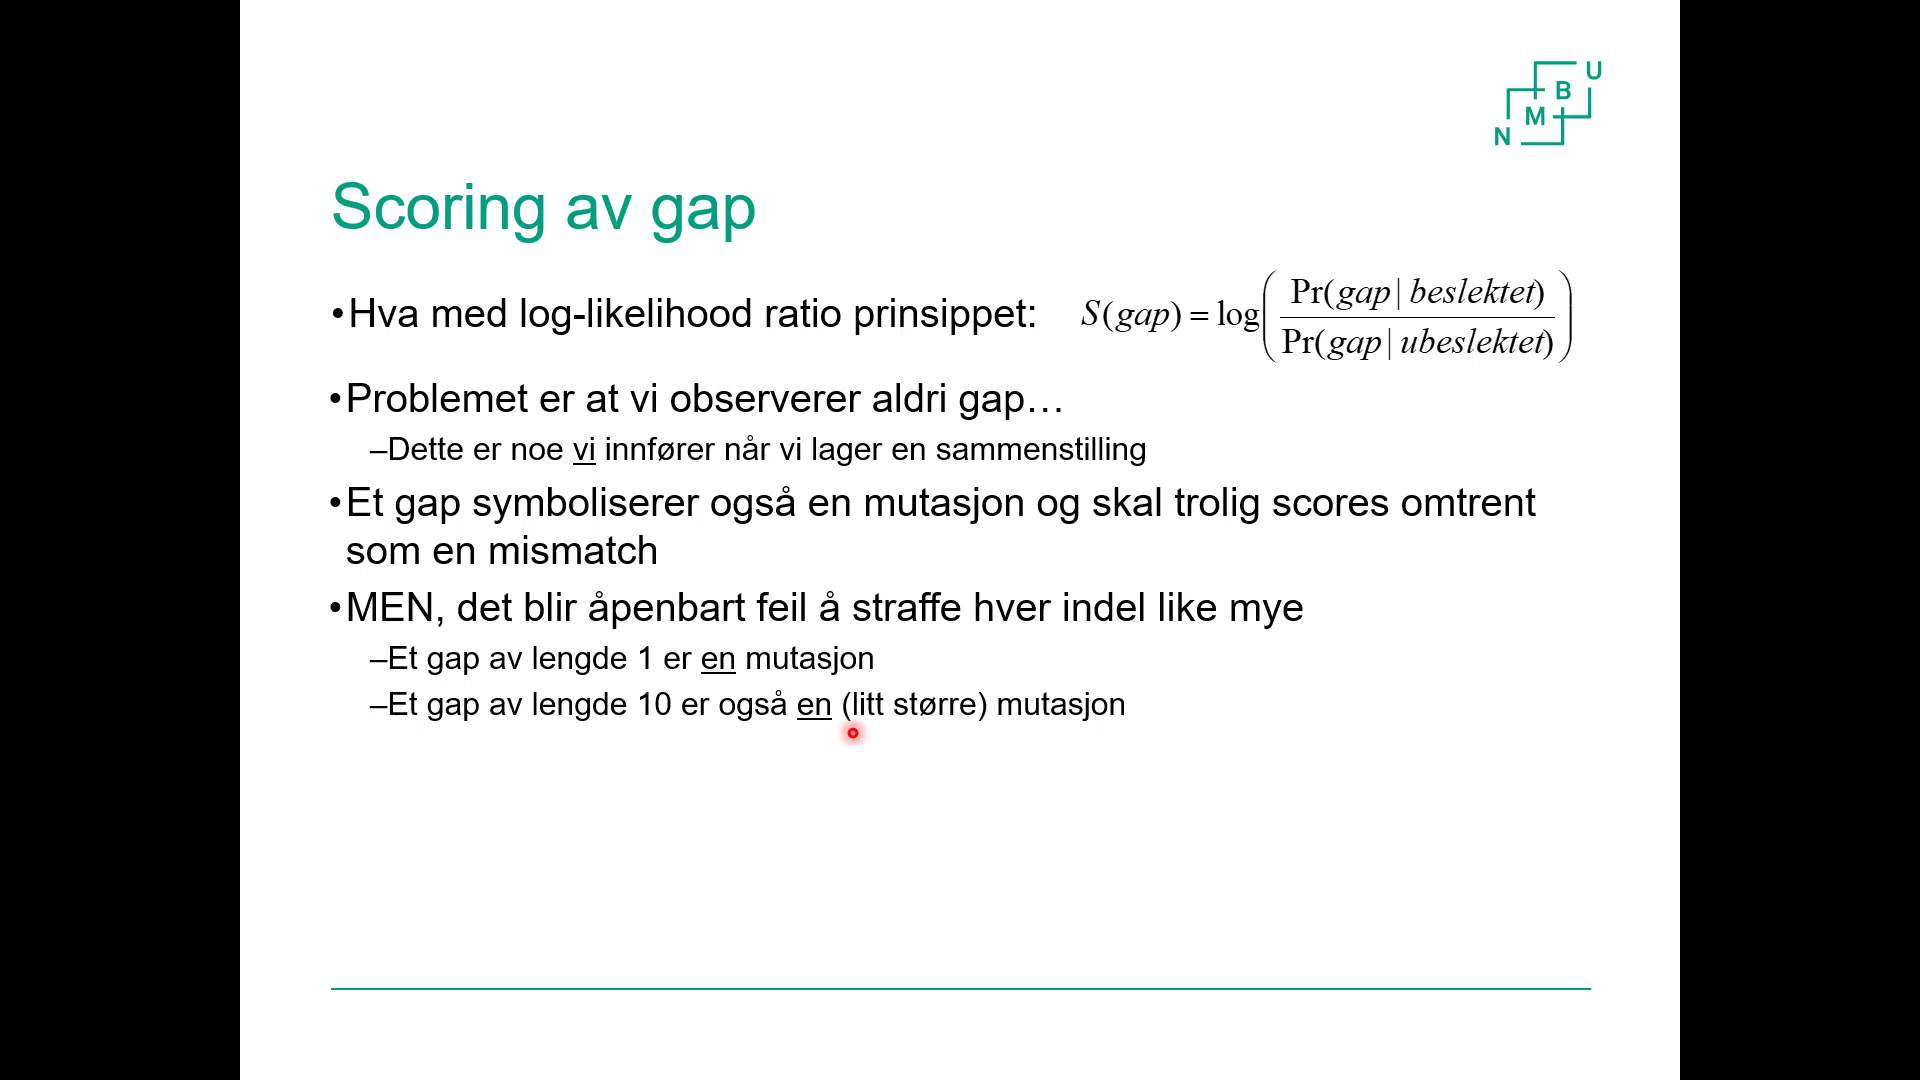 N M B U
Scoring av gap
•Hva med log-likelihood ratio prinsippet: S(gap) = log( Pr(gap | beslektet) / Pr(gap | ubeslektet) )
•Problemet er at vi observerer aldri gap…
–Dette er noe vi innfører når vi lager en sammenstilling
•Et gap symboliserer også en mutasjon og skal trolig scores omtrent
som en mismatch
•MEN, det blir åpenbart feil å straffe hver indel like mye
–Et gap av lengde 1 er en mutasjon
–Et gap av lengde 10 er også en (litt større) mutasjon